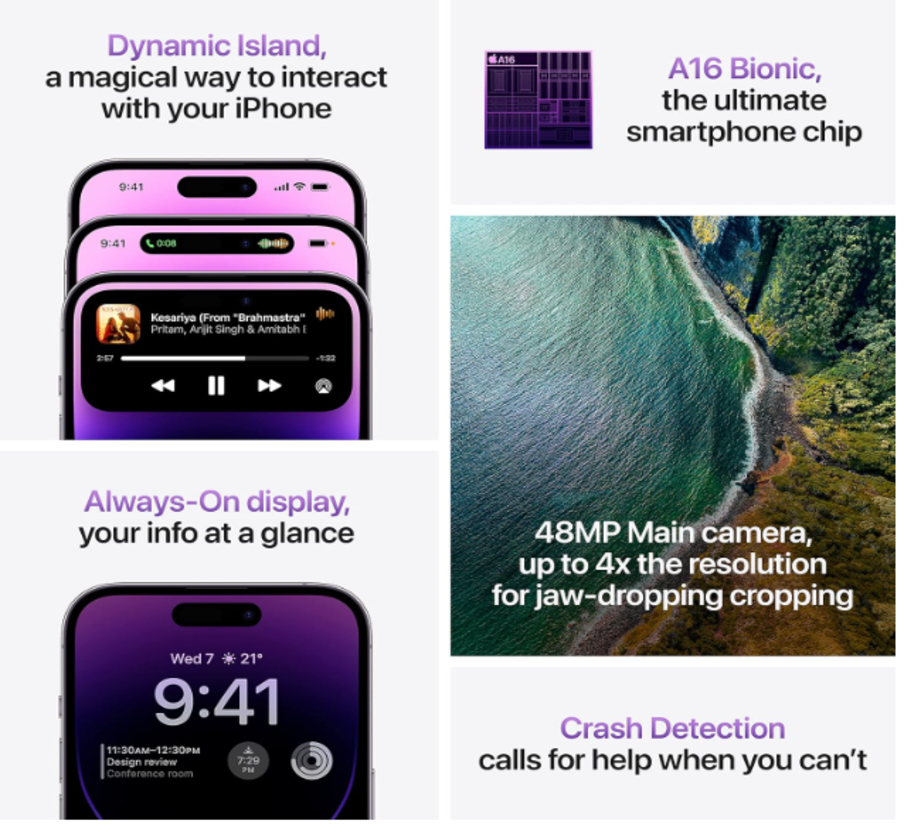 Dynamic Island,
a magical way to interact
with your iPhone
9:41
9:41 0:08
Kesariya (From "Brahmastra"
Pritam, Arijit Singh & Amitabh
2:57 -1:32
A16
A16 Bionic,
the ultimate
smartphone chip
Always-On display,
your info at a glance
Wed 7 21°
9:41
11:30AM–12:30PM
Design review
Conference room
7:29
PM
48MP Main camera,
up to 4x the resolution
for jaw-dropping cropping
Crash Detection
calls for help when you can't